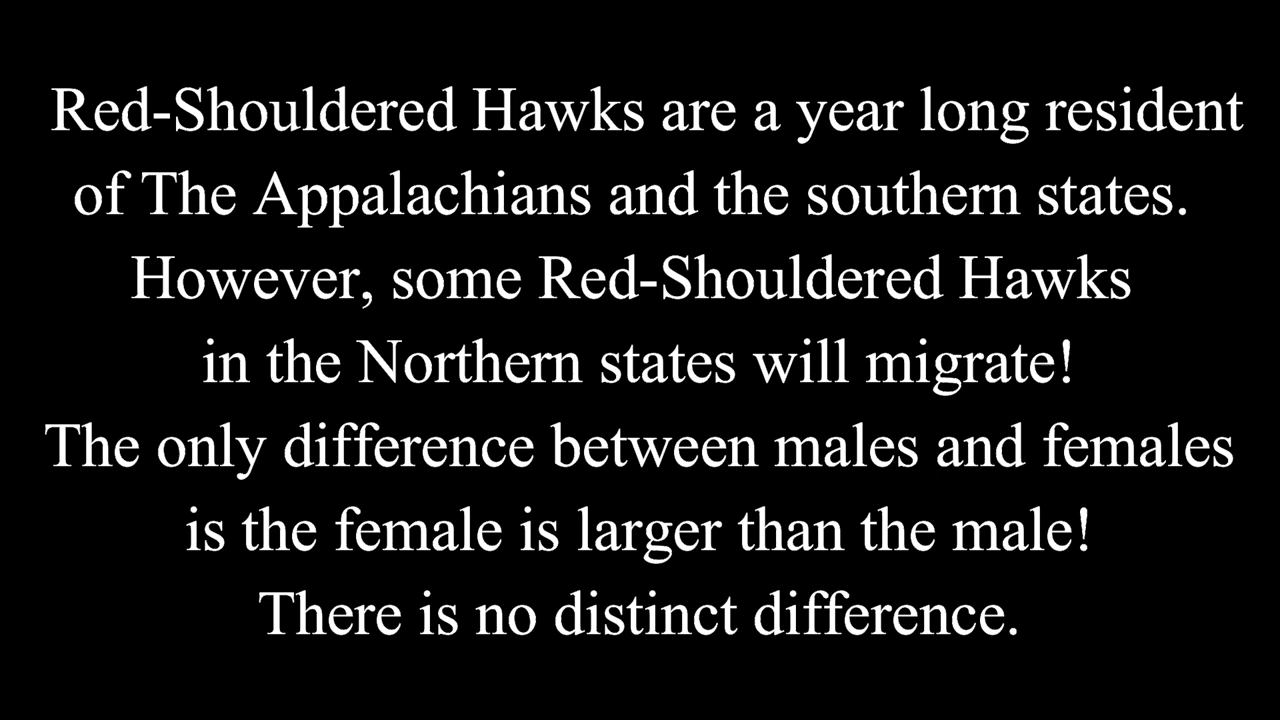 Red-Shouldered Hawks are a year long resident
of The Appalachians and the southern states.
However, some Red-Shouldered Hawks
in the Northern states will migrate!
The only difference between males and females
is the female is larger than the male!
There is no distinct difference.